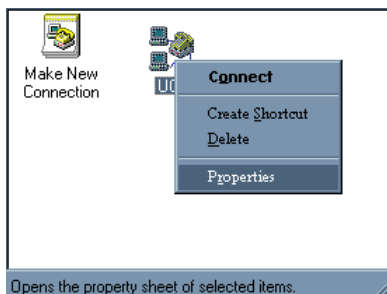 Make New
Connection
Connect
Create Shortcut
Delete
Properties
Opens the property sheet of selected items.